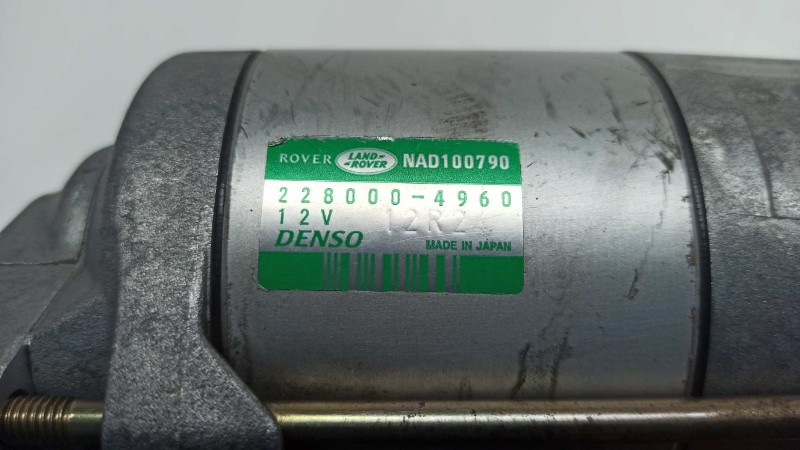 ROVER LAND-ROVER NAD100790
228000-4960
12V 12R2
DENSO MADE IN JAPAN